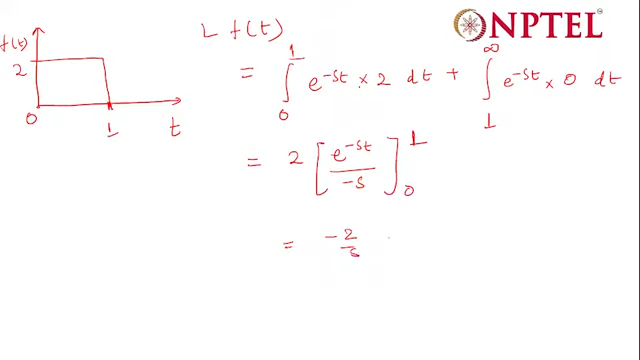 NPTEL
f(t)
2
0
1
t
L f(t)
= ∫₀¹ e^{-st} × 2 dt + ∫₁^∞ e^{-st} × 0 dt
= 2 [e^{-st}/-s]₀¹
= -2/s